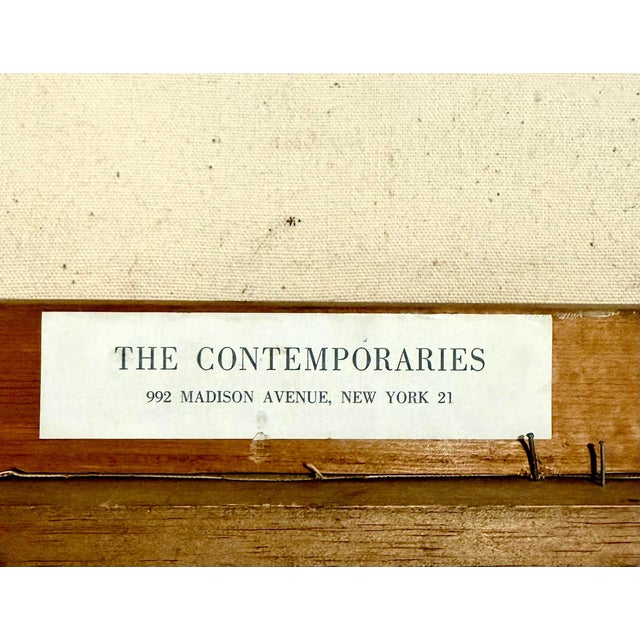 THE CONTEMPORARIES
992 MADISON AVENUE, NEW YORK 21